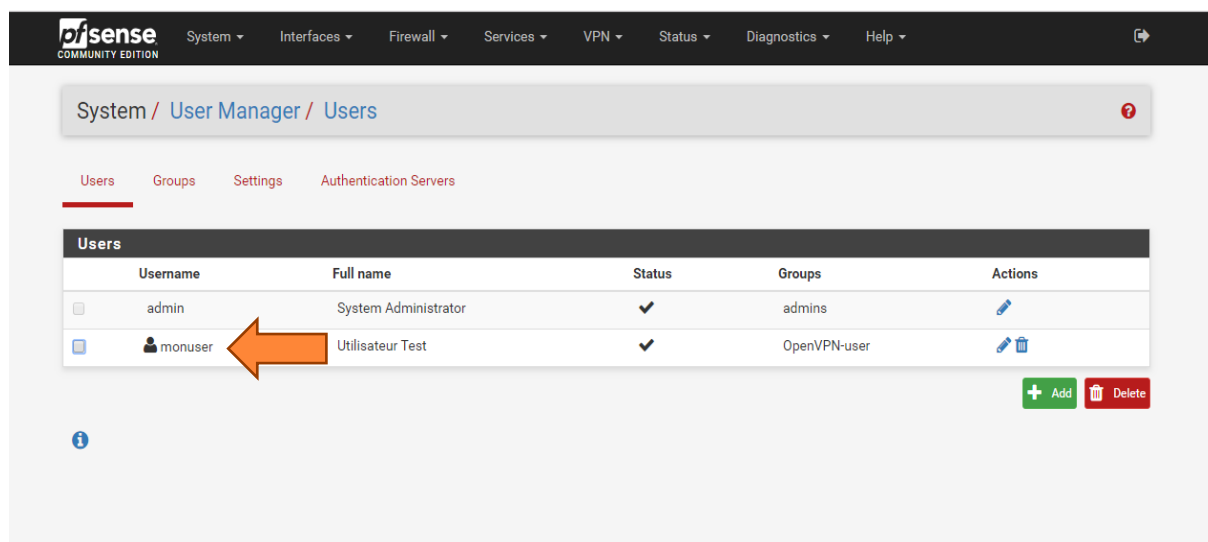 pfsense System Interfaces Firewall Services VPN Status Diagnostics Help
COMMUNITY EDITION
System / User Manager / Users
Users Groups Settings Authentication Servers
Users
Username Full name Status Groups Actions
admin System Administrator admins
monuser Utilisateur Test OpenVPN-user
Add Delete